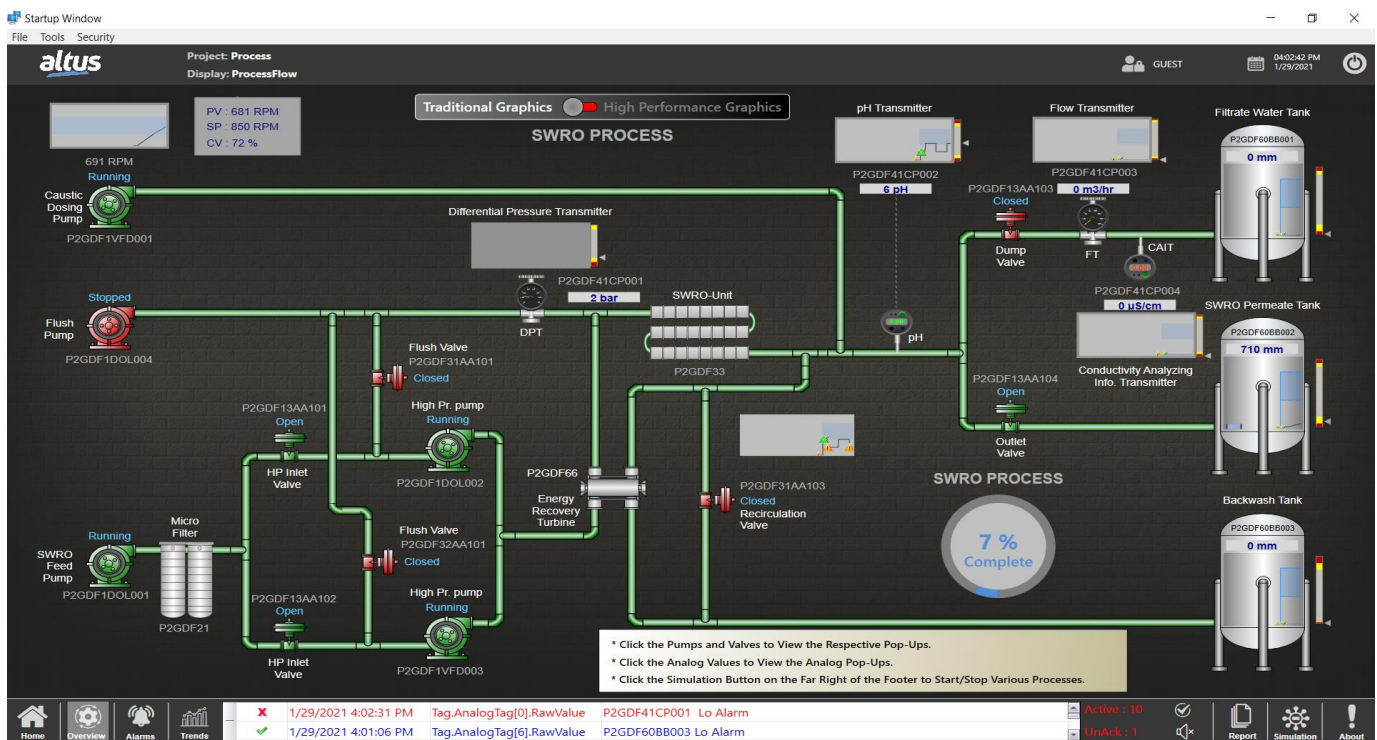 Startup Window
File Tools Security
altus
Project: Process
Display: ProcessFlow
GUEST
04:02:42 PM
1/29/2021
PV : 681 RPM
SP : 850 RPM
CV : 72 %
Traditional Graphics
High Performance Graphics
SWRO PROCESS
pH Transmitter
Flow Transmitter
Filtrate Water Tank
P2GDF60BB001
0 mm
691 RPM
Running
Caustic
Dosing
Pump
P2GDF1VFD001
P2GDF41CP002
6 pH
P2GDF41CP003
0 m3/hr
P2GDF13AA103
Closed
Dump
Valve
FT
CAIT
P2GDF41CP004
0 µS/cm
Differential Pressure Transmitter
P2GDF41CP001
2 bar
DPT
SWRO-Unit
P2GDF33
pH
Stopped
Flush
Pump
P2GDF1DOL004
Flush Valve
P2GDF31AA101
Closed
SWRO Permeate Tank
P2GDF60BB002
710 mm
Conductivity Analyzing
Info. Transmitter
P2GDF13AA104
Open
Outlet
Valve
P2GDF13AA101
Open
HP Inlet
Valve
High Pr. pump
Running
P2GDF1DOL002
P2GDF66
Energy
Recovery
Turbine
P2GDF31AA103
Closed
Recirculation
Valve
SWRO PROCESS
7 %
Complete
Backwash Tank
P2GDF60BB003
0 mm
Running
SWRO
Feed
Pump
P2GDF1DOL001
Micro
Filter
P2GDF21
Flush Valve
P2GDF32AA101
Closed
P2GDF13AA102
Open
HP Inlet
Valve
High Pr. pump
Running
P2GDF1VFD003
* Click the Pumps and Valves to View the Respective Pop-Ups.
* Click the Analog Values to View the Analog Pop-Ups.
* Click the Simulation Button on the Far Right of the Footer to Start/Stop Various Processes.
Home
Overview
Alarms
Trends
1/29/2021 4:02:31 PM Tag.AnalogTag[0].RawValue P2GDF41CP001 Lo Alarm
1/29/2021 4:01:06 PM Tag.AnalogTag[6].RawValue P2GDF60BB003 Lo Alarm
Active : 10
UnAck : 1
Report
Simulation
About